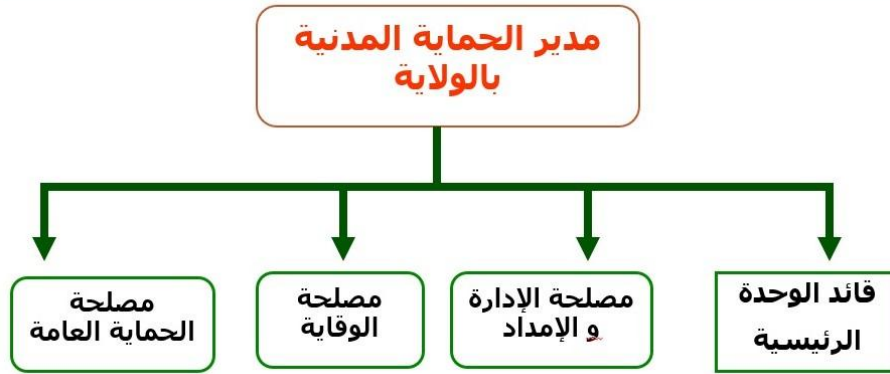 مدير الحماية المدنية
بالولاية
قائد الوحدة
الرئيسية
مصلحة الإدارة
و الإمداد
مصلحة
الوقاية
مصلحة
الحماية العامة